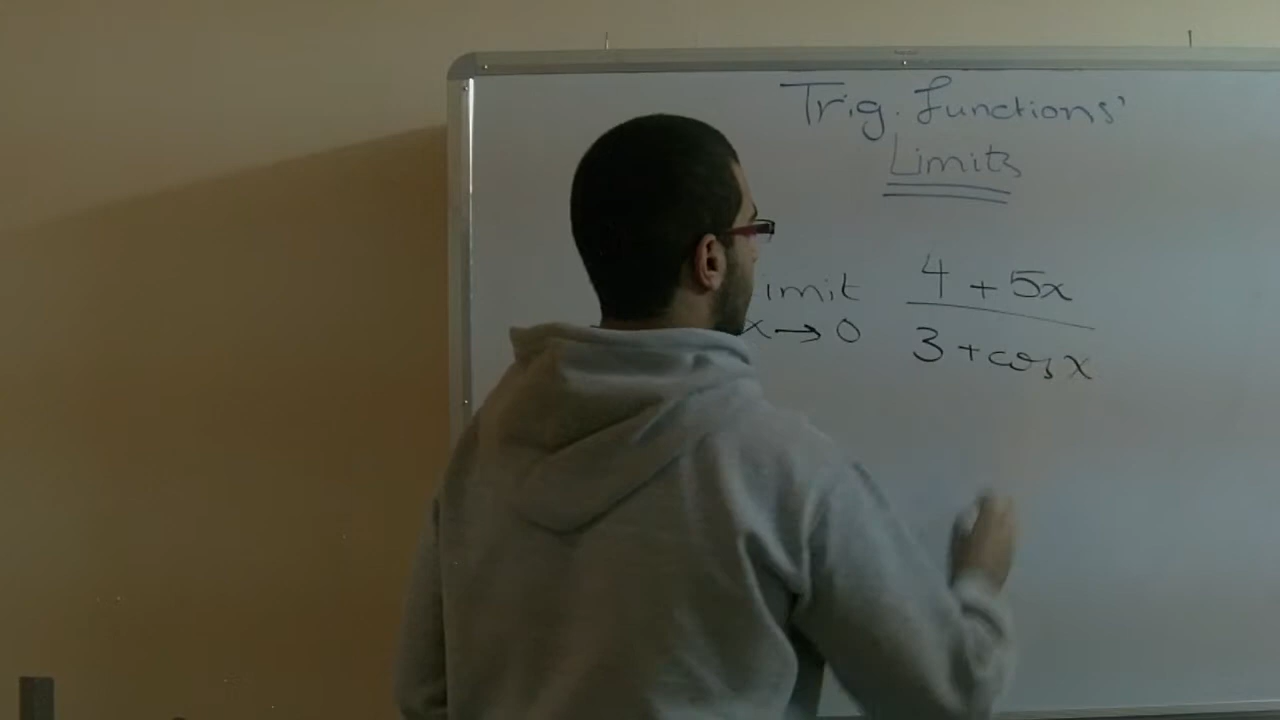 Trig. functions'
Limits
imit 4 + 5x
x → 0 3 + cos x